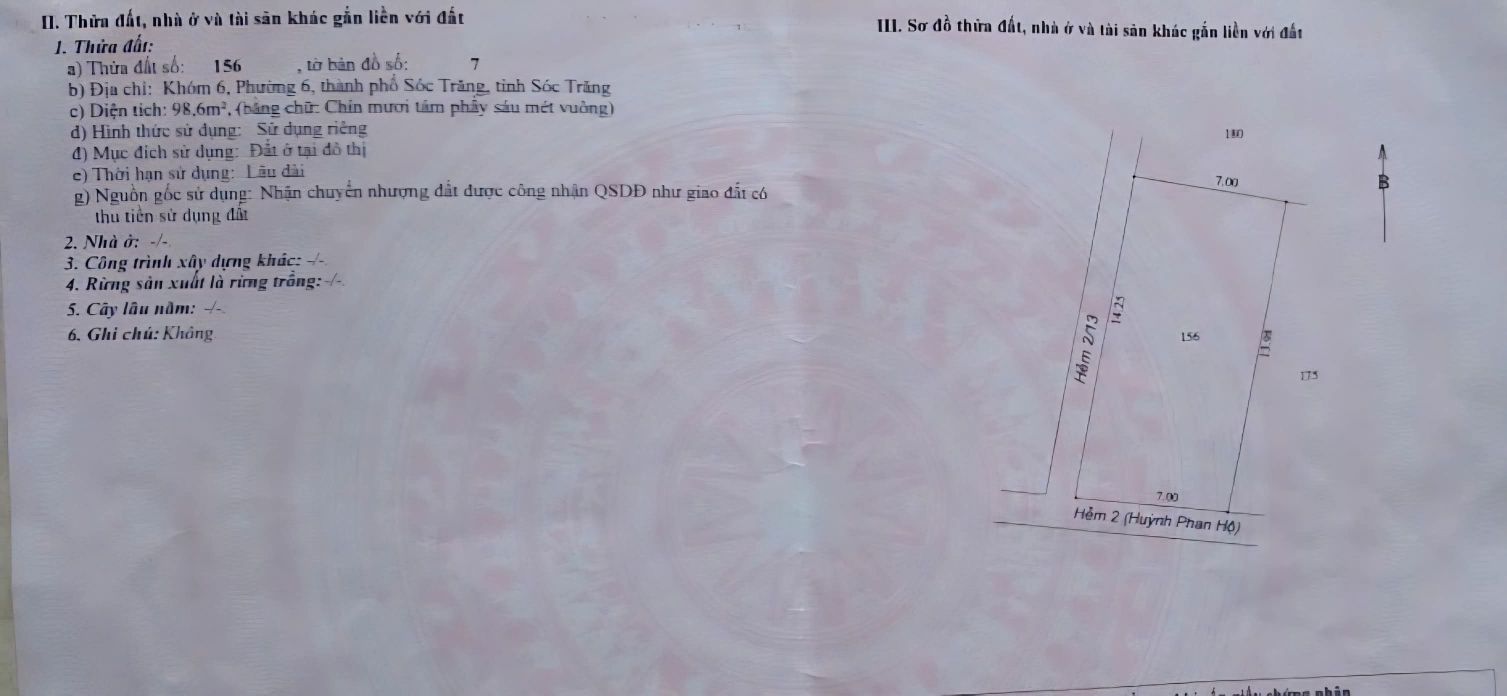 II. Thửa đất, nhà ở và tài sản khác gắn liền với đất
1. Thửa đất:
a) Thửa đất số: 156 , tờ bản đồ số: 7
b) Địa chỉ: Khóm 6, Phường 6, thành phố Sóc Trăng, tỉnh Sóc Trăng
c) Diện tích: 98,6m², (bằng chữ: Chín mươi tám phẩy sáu mét vuông)
d) Hình thức sử dụng: Sử dụng riêng
đ) Mục đích sử dụng: Đất ở tại đô thị
e) Thời hạn sử dụng: Lâu dài
g) Nguồn gốc sử dụng: Nhận chuyển nhượng đất được công nhận QSDĐ như giao đất có
thu tiền sử dụng đất
2. Nhà ở: -/-.
3. Công trình xây dựng khác: -/-.
4. Rừng sản xuất là rừng trồng: -/-.
5. Cây lâu năm: -/-.
6. Ghi chú: Không
III. Sơ đồ thửa đất, nhà ở và tài sản khác gắn liền với đất
180
B
7.00
14.25
Hẻm 2/13
156
175
7.00
Hẻm 2 (Huỳnh Phan Hộ)
chứng nhận